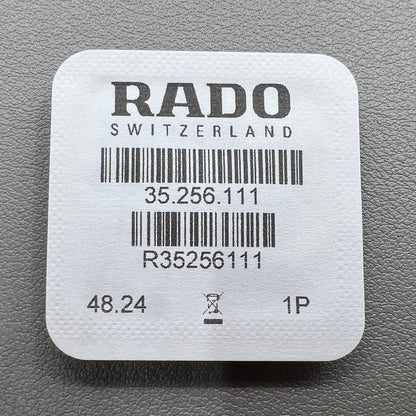 RADO
SWITZERLAND
35.256.111
R35256111
48.24 1P